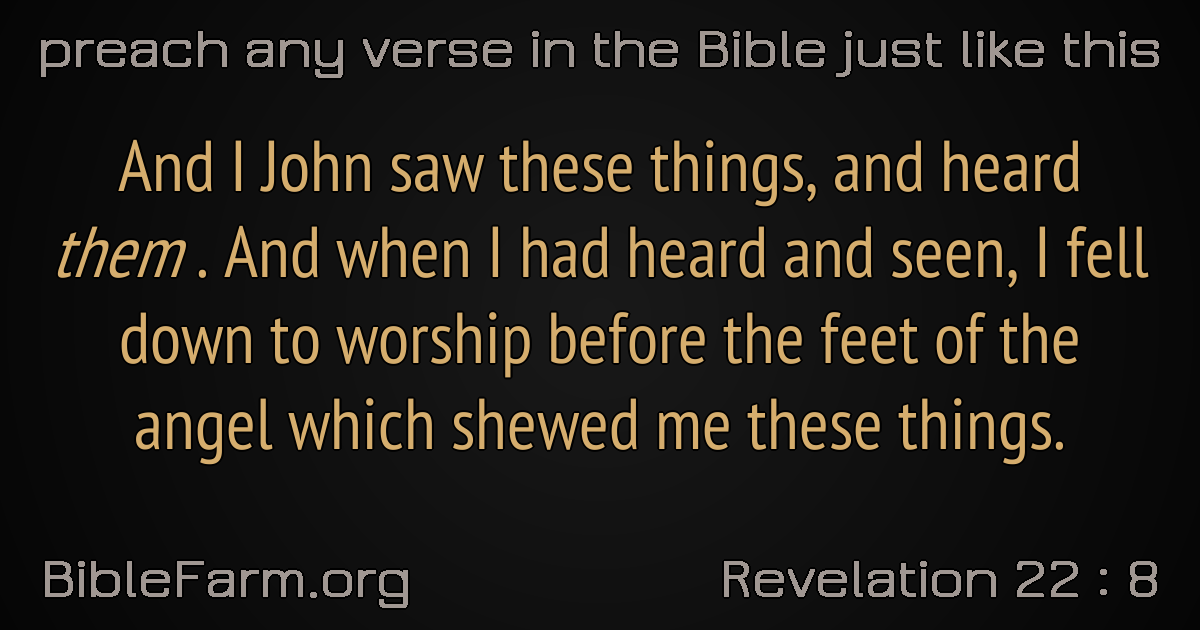 preach any verse in the Bible just like this
And I John saw these things, and heard
them . And when I had heard and seen, I fell
down to worship before the feet of the
angel which shewed me these things.
BibleFarm.org
Revelation 22 : 8